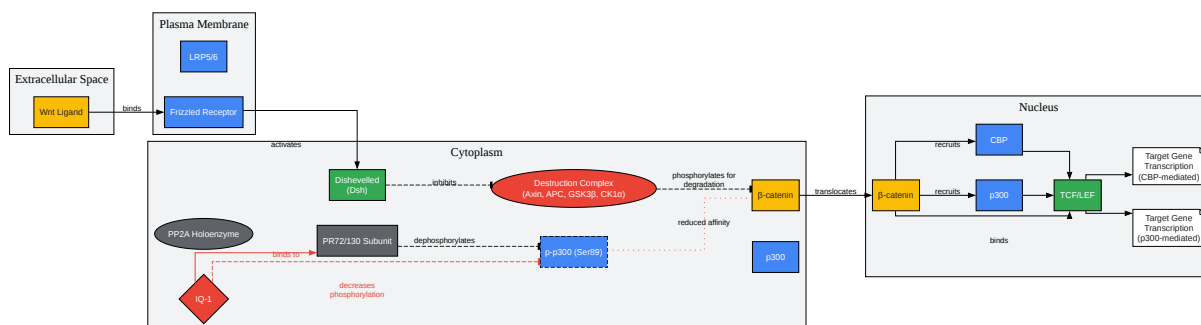 Plasma Membrane
LRP5/6
Extracellular Space
Wnt Ligand
binds
Frizzled Receptor
activates
Cytoplasm
Dishevelled
(Dsh)
inhibits
Destruction Complex
(Axin, APC, GSK3β, CK1α)
phosphorylates for
degradation
β-catenin
translocates
reduced affinity
PP2A Holoenzyme
PR72/130 Subunit
dephosphorylates
p-p300 (Ser89)
p300
binds to
decreases
phosphorylation
IQ-1
Nucleus
β-catenin
recruits
CBP
recruits
p300
TCF/LEF
binds
Target Gene
Transcription
(CBP-mediated)
Target Gene
Transcription
(p300-mediated)